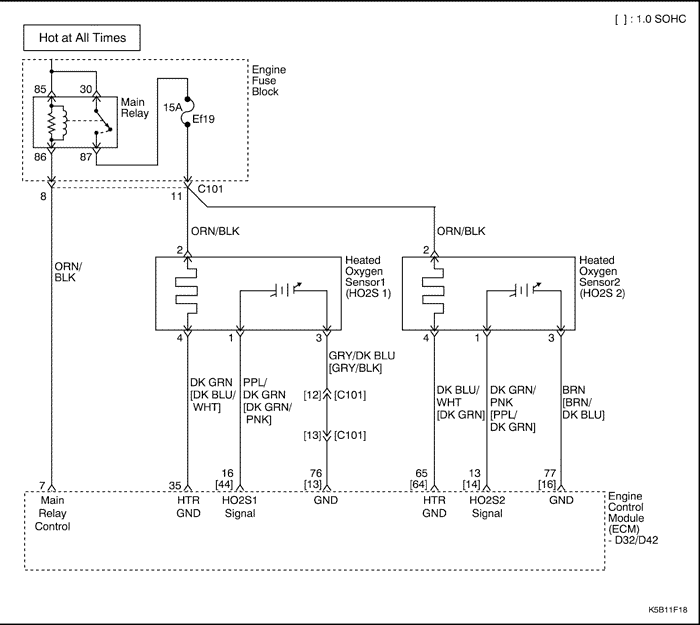 [ ] : 1.0 SOHC
Hot at All Times
Engine
Fuse
Block
85
30
Main
Relay
15A
Ef19
86
87
8
11
C101
ORN/BLK
ORN/BLK
ORN/
BLK
2
Heated
Oxygen
Sensor1
(HO2S 1)
2
Heated
Oxygen
Sensor2
(HO2S 2)
4
1
3
4
1
3
GRY/DK BLU
[GRY/BLK]
DK GRN
[DK BLU/
WHT]
PPL/
DK GRN
[DK GRN/
PNK]
[12]
[C101]
[13]
[C101]
DK BLU/
WHT
[DK GRN]
DK GRN/
PNK
[PPL/
DK GRN]
BRN
[BRN/
DK BLU]
7
35
16
[44]
76
[13]
65
[64]
13
[14]
77
[16]
Main
Relay
Control
HTR
GND
HO2S1
Signal
GND
HTR
GND
HO2S2
Signal
GND
Engine
Control
Module
(ECM)
- D32/D42
K5B11F18